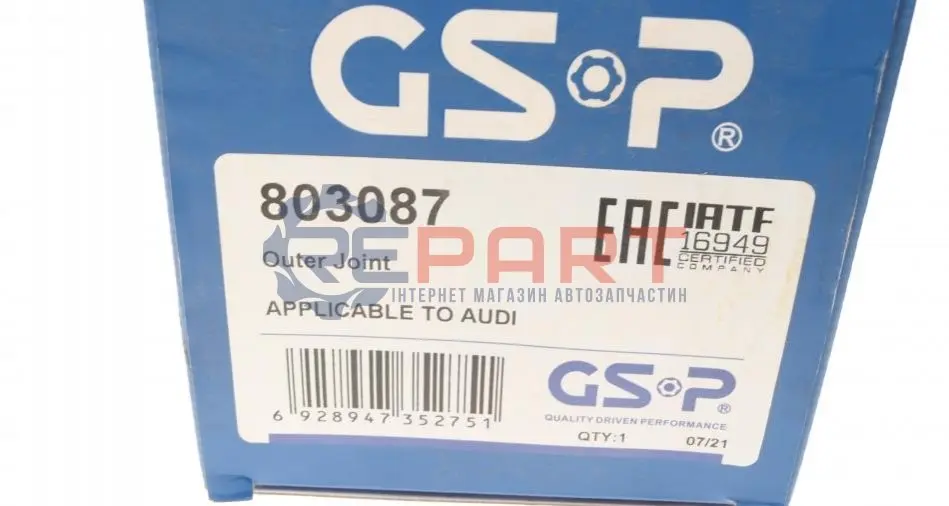 GSP®
803087
EAC IATF
16949
CERTIFIED
COMPANY
Outer Joint
REPART
ІНТЕРНЕТ МАГАЗИН АВТОЗАПЧАСТИН
APPLICABLE TO AUDI
GSP®
QUALITY DRIVEN PERFORMANCE
6 928947 352751
QTY:1 07/21